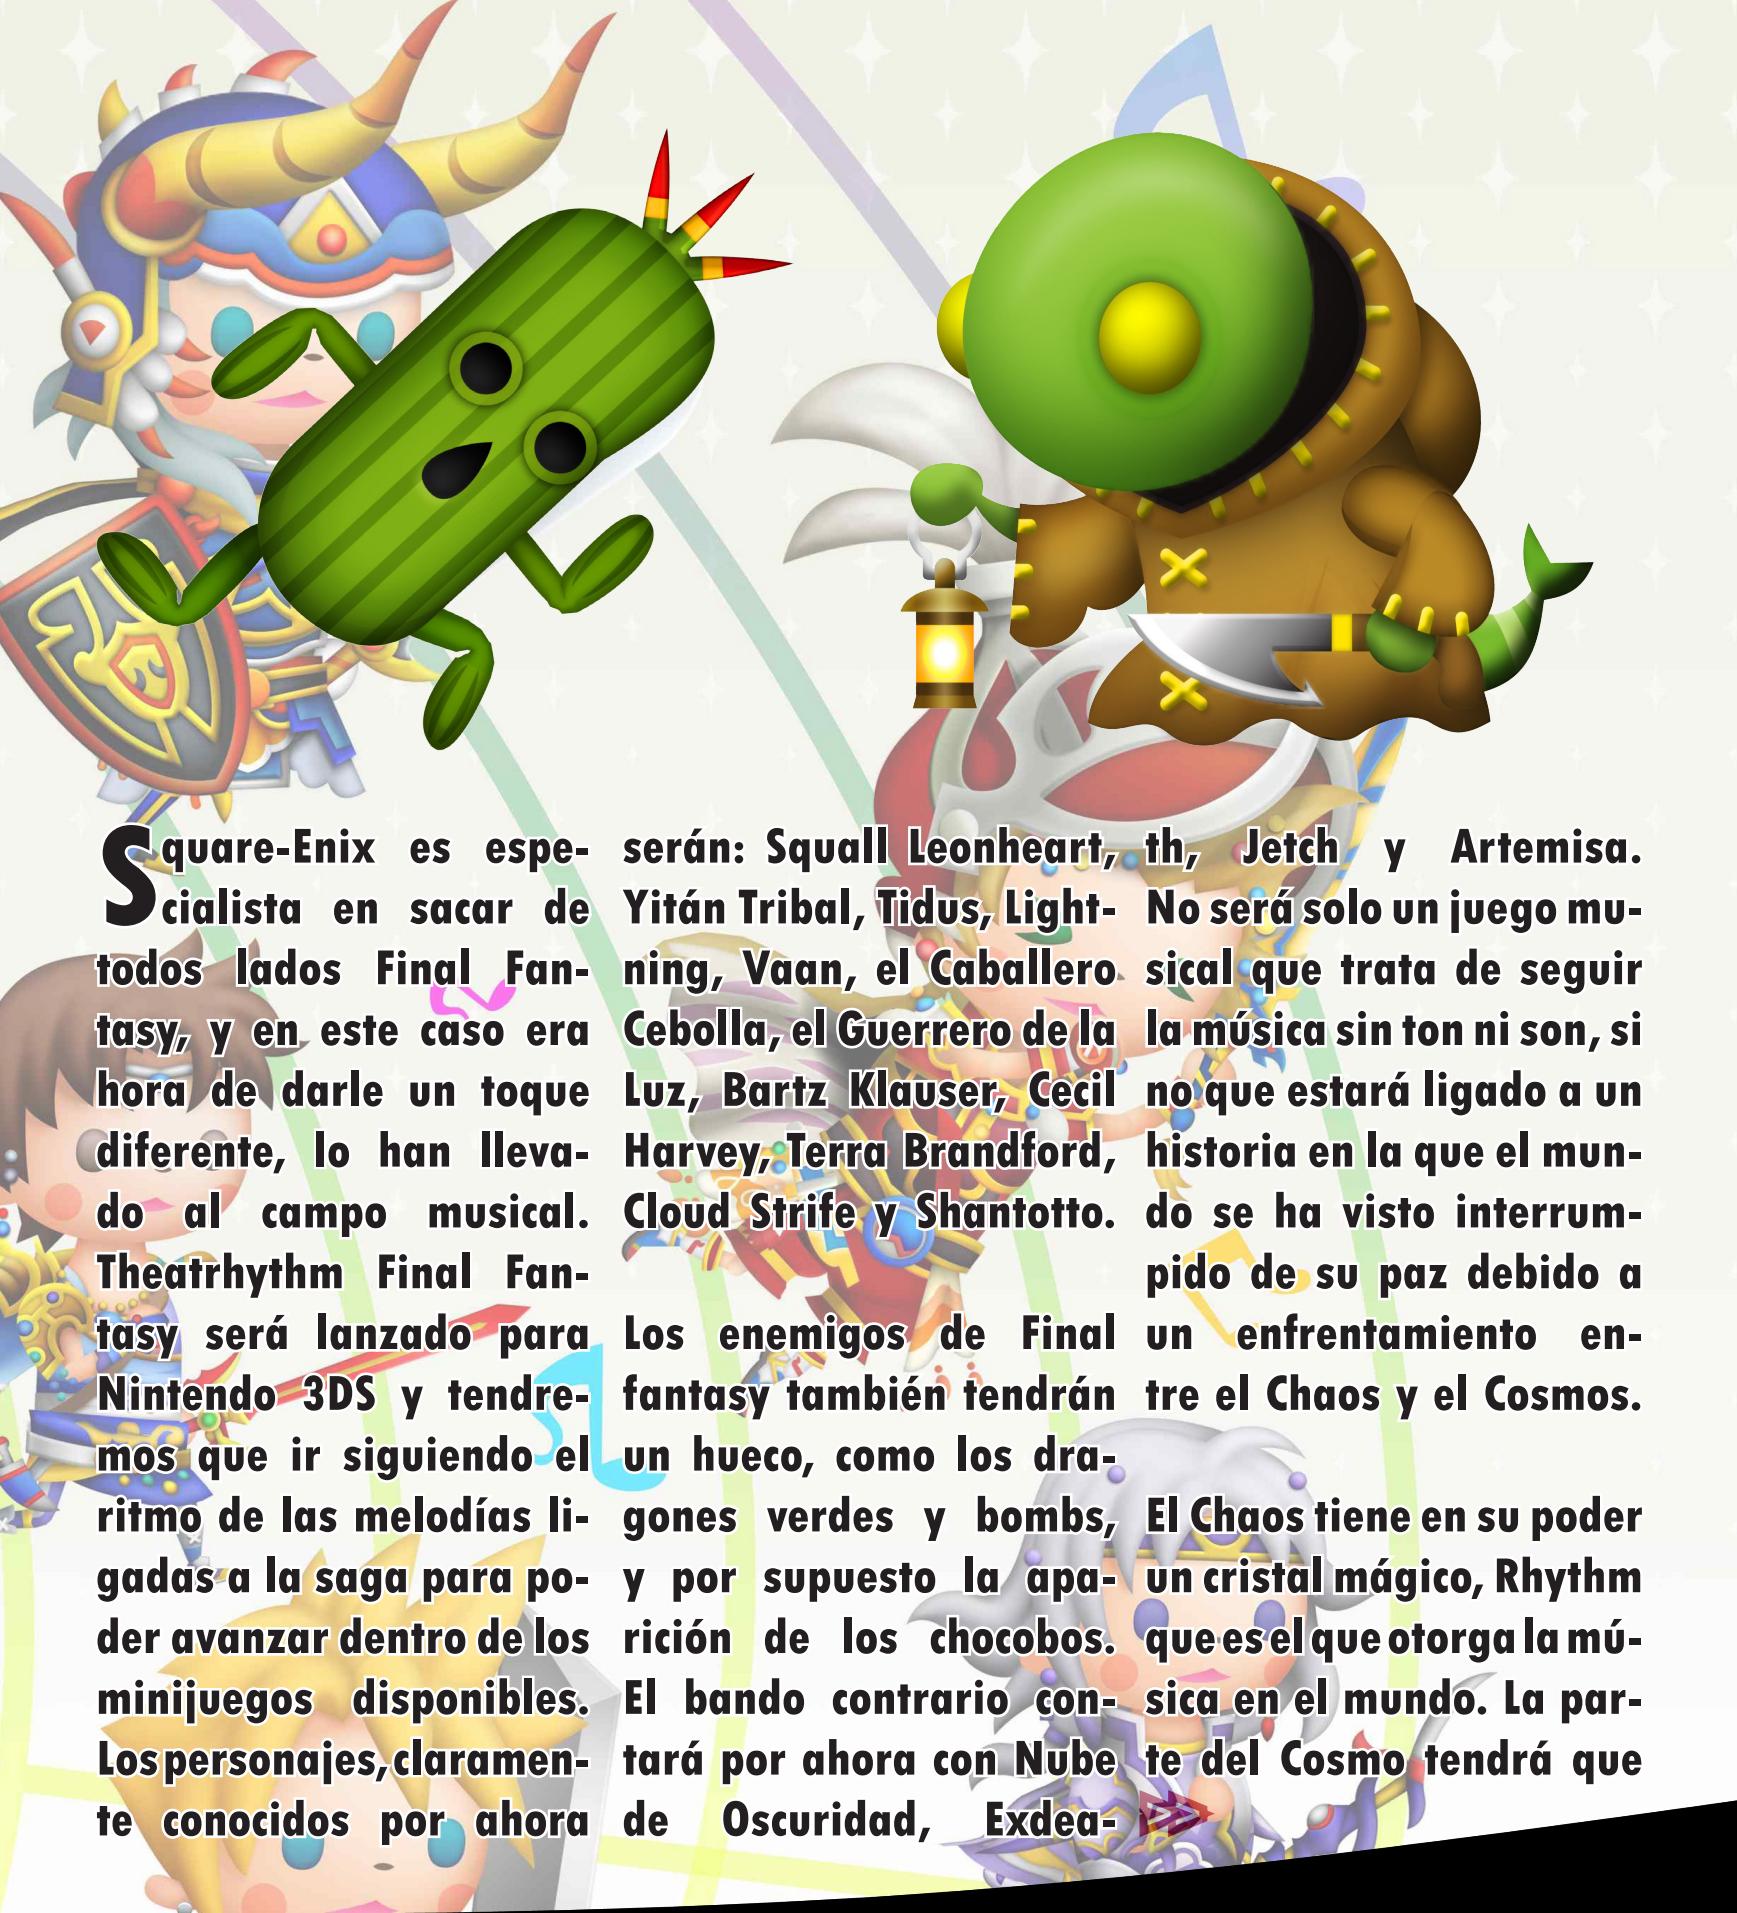 Square-Enix es espe-
cialista en sacar de
todos lados Final Fan-
tasy, y en este caso era
hora de darle un toque
diferente, lo han lleva-
do al campo musical.
Theatrhythm Final Fan-
tasy será lanzado para
Nintendo 3DS y tendre-
mos que ir siguiendo el
ritmo de las melodías li-
gadas a la saga para po-
der avanzar dentro de los
minijuegos disponibles.
Los personajes, claramen-
te conocidos por ahora
serán: Squall Leonheart,
Yitán Tribal, Tidus, Light-
ning, Vaan, el Caballero
Cebolla, el Guerrero de la
Luz, Bartz Klauser, Cecil
Harvey, Terra Brandford,
Cloud Strife y Shantotto.
Los enemigos de Final
fantasy también tendrán
un hueco, como los dra-
gones verdes y bombs,
y por supuesto la apa-
rición de los chocobos.
El bando contrario con-
tará por ahora con Nube
de Oscuridad, Exdea-
th, Jetch y Artemisa.
No será solo un juego mu-
sical que trata de seguir
la música sin ton ni son, si
no que estará ligado a un
historia en la que el mun-
do se ha visto interrum-
pido de su paz debido a
un enfrentamiento en-
tre el Chaos y el Cosmos.
El Chaos tiene en su poder
un cristal mágico, Rhythm
que es el que otorga la mú-
sica en el mundo. La par-
te del Cosmo tendrá que